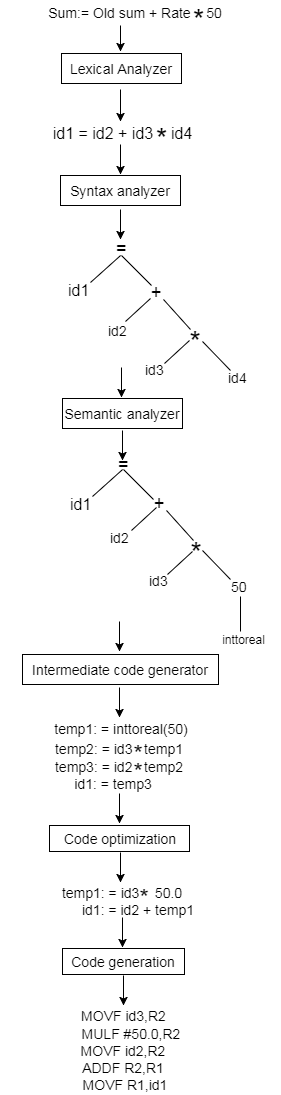 Sum:= Old sum + Rate * 50
Lexical Analyzer
id1 = id2 + id3 * id4
Syntax analyzer
=
id1
+
id2
*
id3
id4
Semantic analyzer
=
id1
+
id2
*
id3
50
inttoreal
Intermediate code generator
temp1: = inttoreal(50)
temp2: = id3*temp1
temp3: = id2*temp2
id1: = temp3
Code optimization
temp1: = id3* 50.0
id1: = id2 + temp1
Code generation
MOVF id3,R2
MULF #50.0,R2
MOVF id2,R2
ADDF R2,R1
MOVF R1,id1